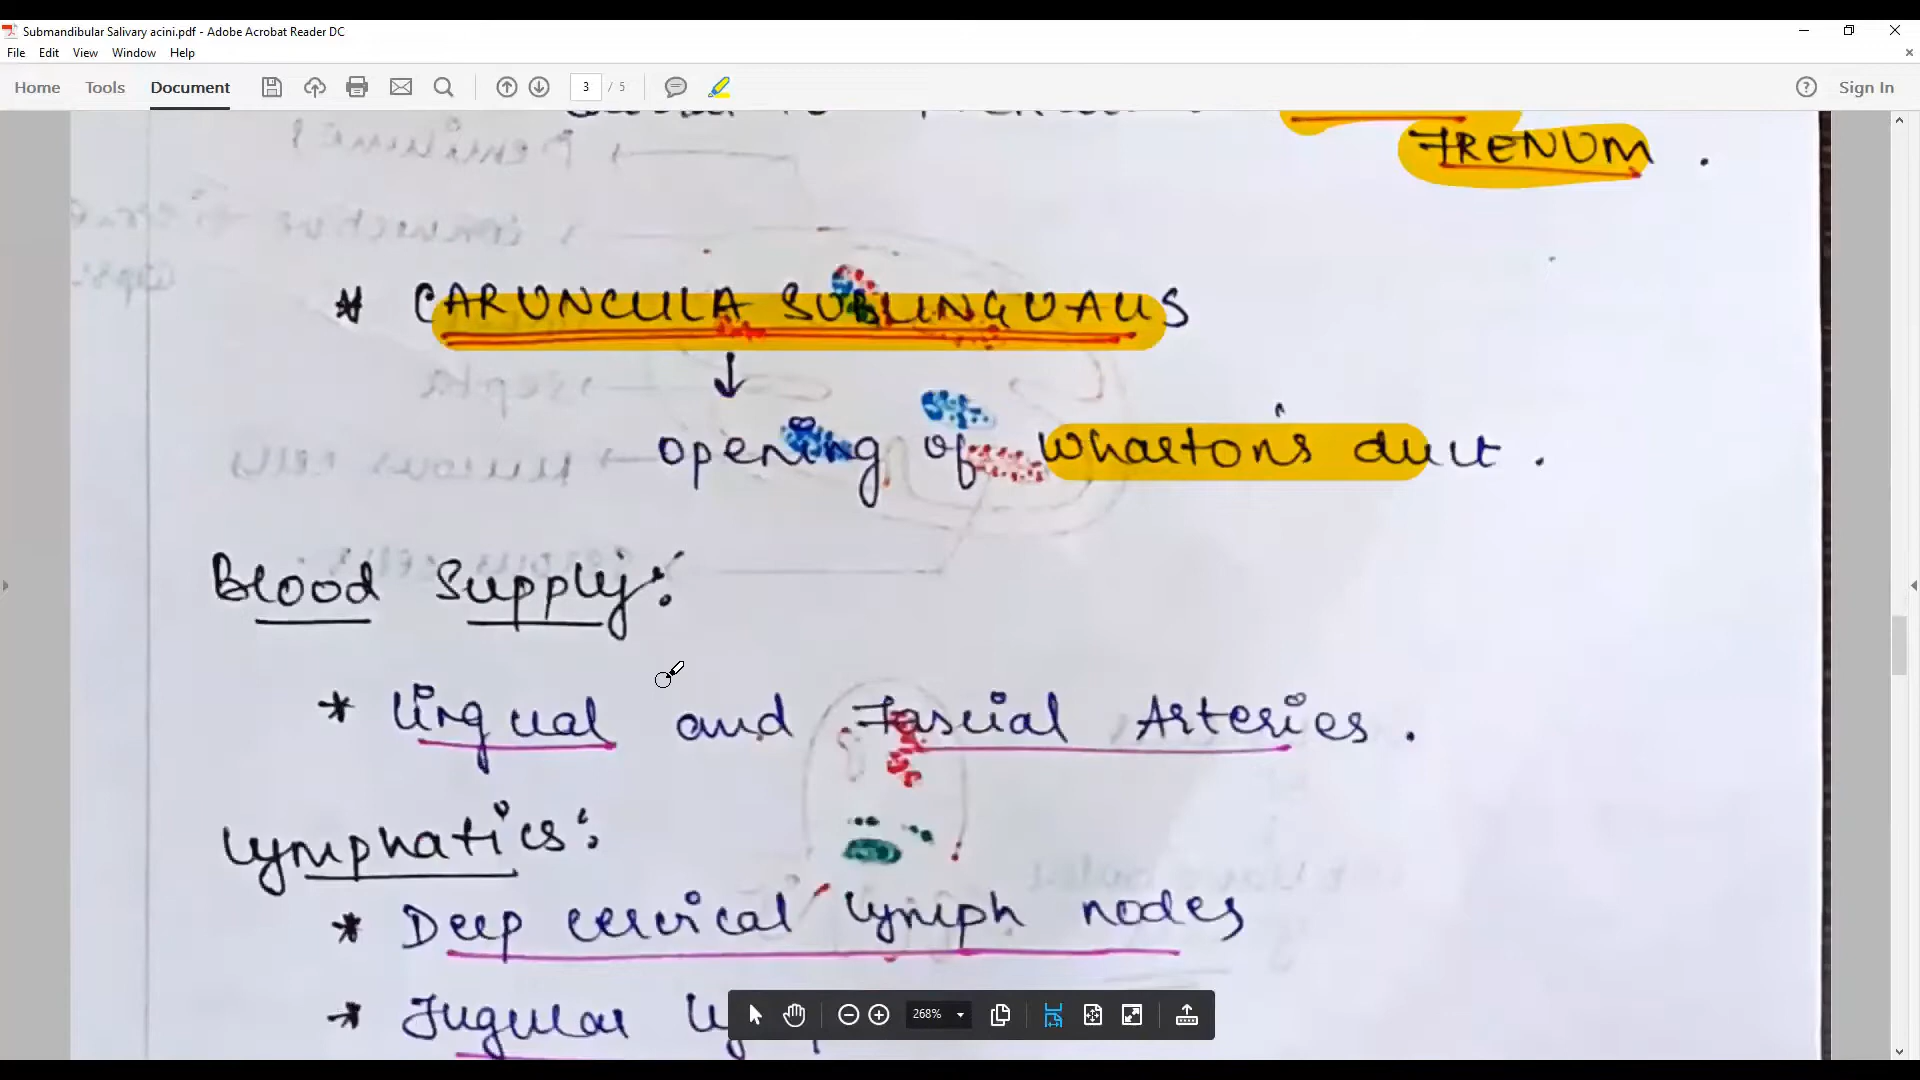 Submandibular Salivary acini.pdf - Adobe Acrobat Reader DC
File Edit View Window Help
Home Tools Document 3 / 5 Sign In
FRENUM .
* CARUNCULA SUBLINGUALIS
↓
opening of Wharton's duct .
Blood Supply:
* Lingual and Fascial Arteries .
Lymphatics:
* Deep cervical lymph nodes
* Jugular
268%